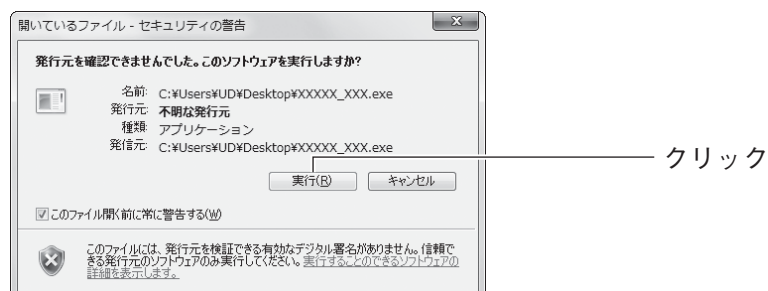 開いているファイル - セキュリティの警告
x
発行元を確認できませんでした。このソフトウェアを実行しますか?
名前: C:¥Users¥UD¥Desktop¥XXXXX_XXX.exe
発行元: 不明な発行元
種類: アプリケーション
発信元: C:¥Users¥UD¥Desktop¥XXXXX_XXX.exe
クリック
実行(R) キャンセル
このファイル開く前に常に警告する(W)
このファイルには、発行元を検証できる有効なデジタル署名がありません。信頼で
きる発行元のソフトウェアのみ実行してください。実行することのできるソフトウェアの
詳細を表示します。